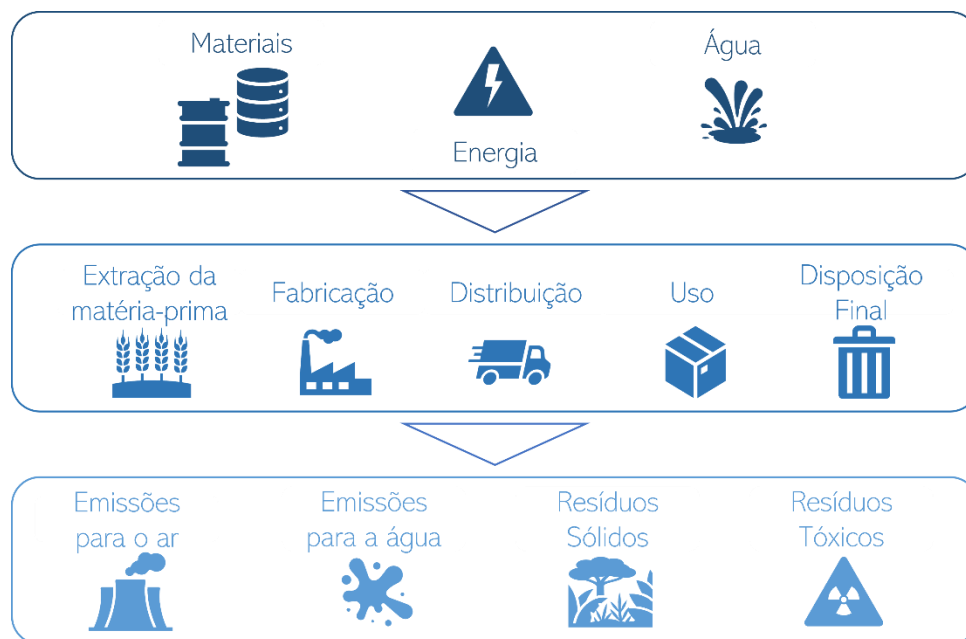 Materiais
Energia
Água
Extração da
matéria-prima
Fabricação
Distribuição
Uso
Disposição
Final
Emissões
para o ar
Emissões
para a água
Resíduos
Sólidos
Resíduos
Tóxicos